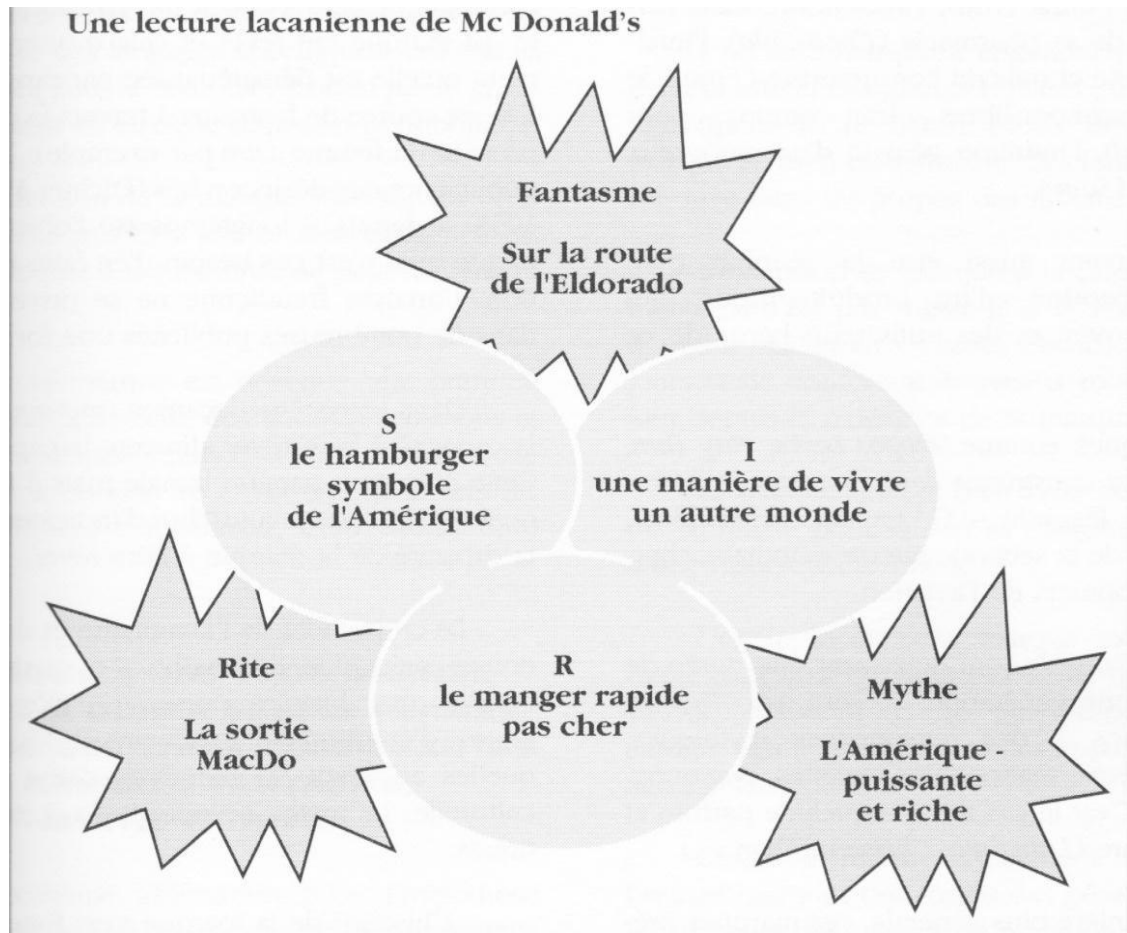 Une lecture lacanienne de Mc Donald's
Fantasme
Sur la route
de l'Eldorado
S
le hamburger
symbole
de l'Amérique
I
une manière de vivre
un autre monde
R
le manger rapide
pas cher
Rite
La sortie
MacDo
Mythe
L'Amérique -
puissante
et riche